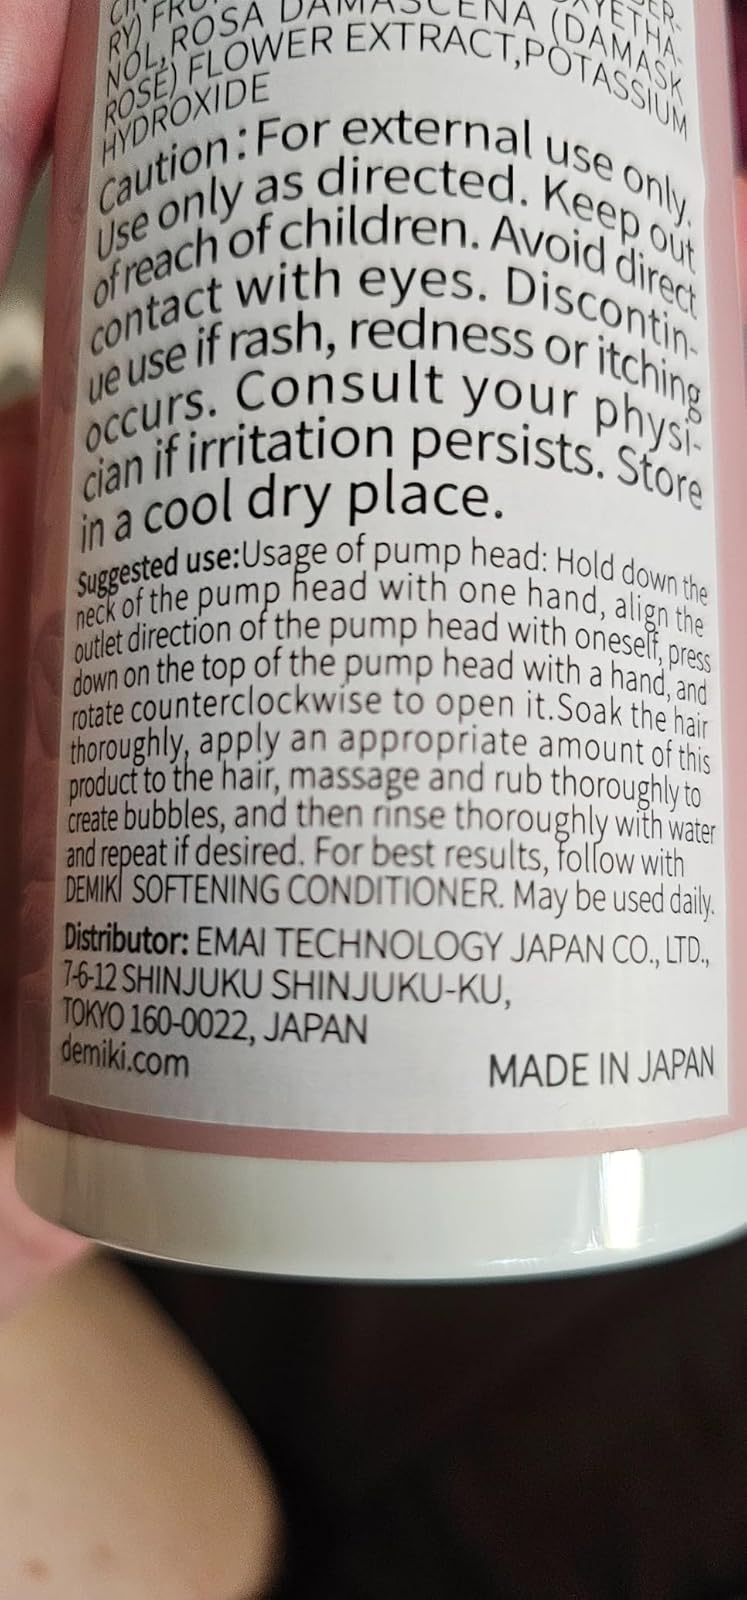 RY) FRU
NOL, ROSA DAMASCENA (DAMASK
ROSE) FLOWER EXTRACT,POTASSIUM
HYDROXIDE
Caution:For external use only.
Use only as directed. Keep out
of reach of children. Avoid direct
contact with eyes. Discontin-
ue use if rash, redness or itching
occurs. Consult your physi-
cian if irritation persists. Store
in a cool dry place.
Suggested use:Usage of pump head: Hold down the
neck of the pump head with one hand, align the
outlet direction of the pump head with oneself, press
down on the top of the pump head with a hand, and
rotate counterclockwise to open it.Soak the hair
thoroughly, apply an appropriate amount of this
product to the hair, massage and rub thoroughly to
create bubbles, and then rinse thoroughly with water
and repeat if desired. For best results, follow with
DEMIKI SOFTENING CONDITIONER. May be used daily.
Distributor: EMAI TECHNOLOGY JAPAN CO., LTD.,
7-6-12 SHINJUKU SHINJUKU-KU,
TOKYO 160-0022, JAPAN
demiki.com MADE IN JAPAN